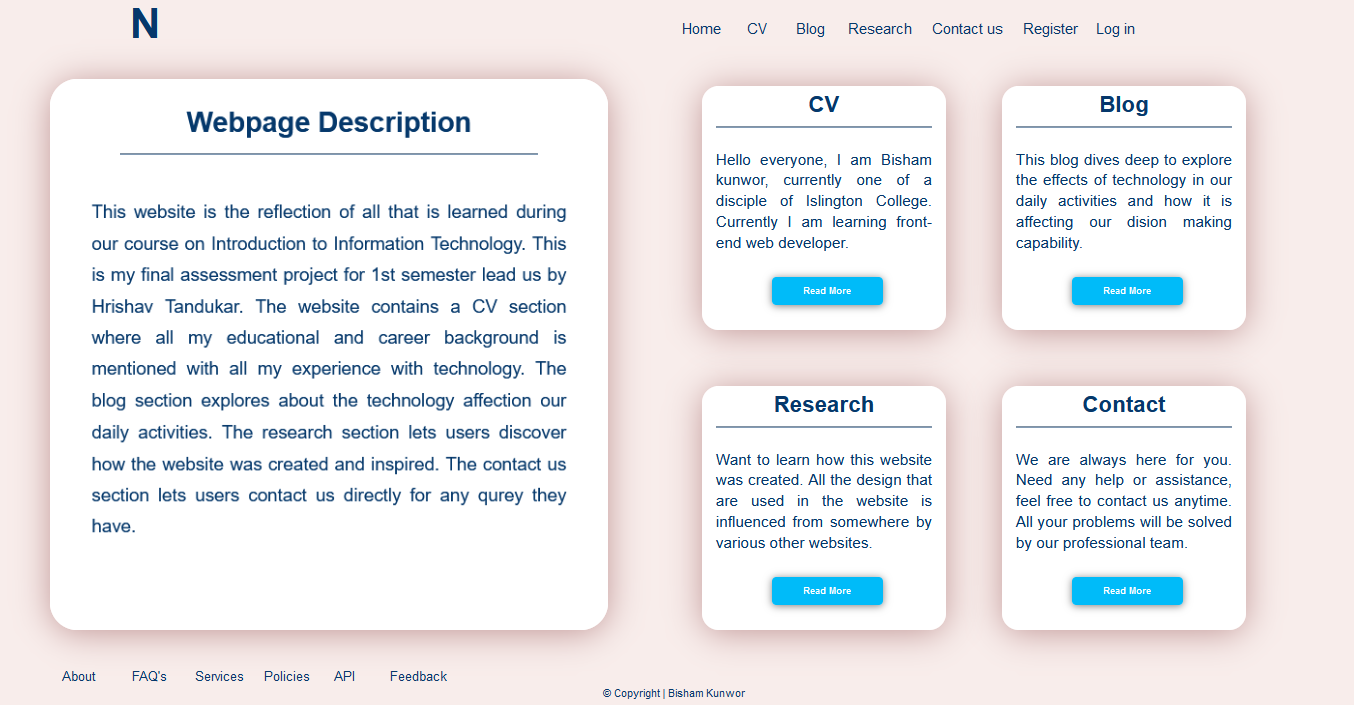 N
Home CV Blog Research Contact us Register Log in
Webpage Description
This website is the reflection of all that is learned during
our course on Introduction to Information Technology. This
is my final assessment project for 1st semester lead us by
Hrishav Tandukar. The website contains a CV section
where all my educational and career background is
mentioned with all my experience with technology. The
blog section explores about the technology affection our
daily activities. The research section lets users discover
how the website was created and inspired. The contact us
section lets users contact us directly for any qurey they
have.
CV
Hello everyone, I am Bisham
kunwor, currently one of a
disciple of Islington College.
Currently I am learning front-
end web developer.
Read More
Blog
This blog dives deep to explore
the effects of technology in our
daily activities and how it is
affecting our dision making
capability.
Read More
Research
Want to learn how this website
was created. All the design that
are used in the website is
influenced from somewhere by
various other websites.
Read More
Contact
We are always here for you.
Need any help or assistance,
feel free to contact us anytime.
All your problems will be solved
by our professional team.
Read More
About FAQ's Services Policies API Feedback
© Copyright | Bisham Kunwor